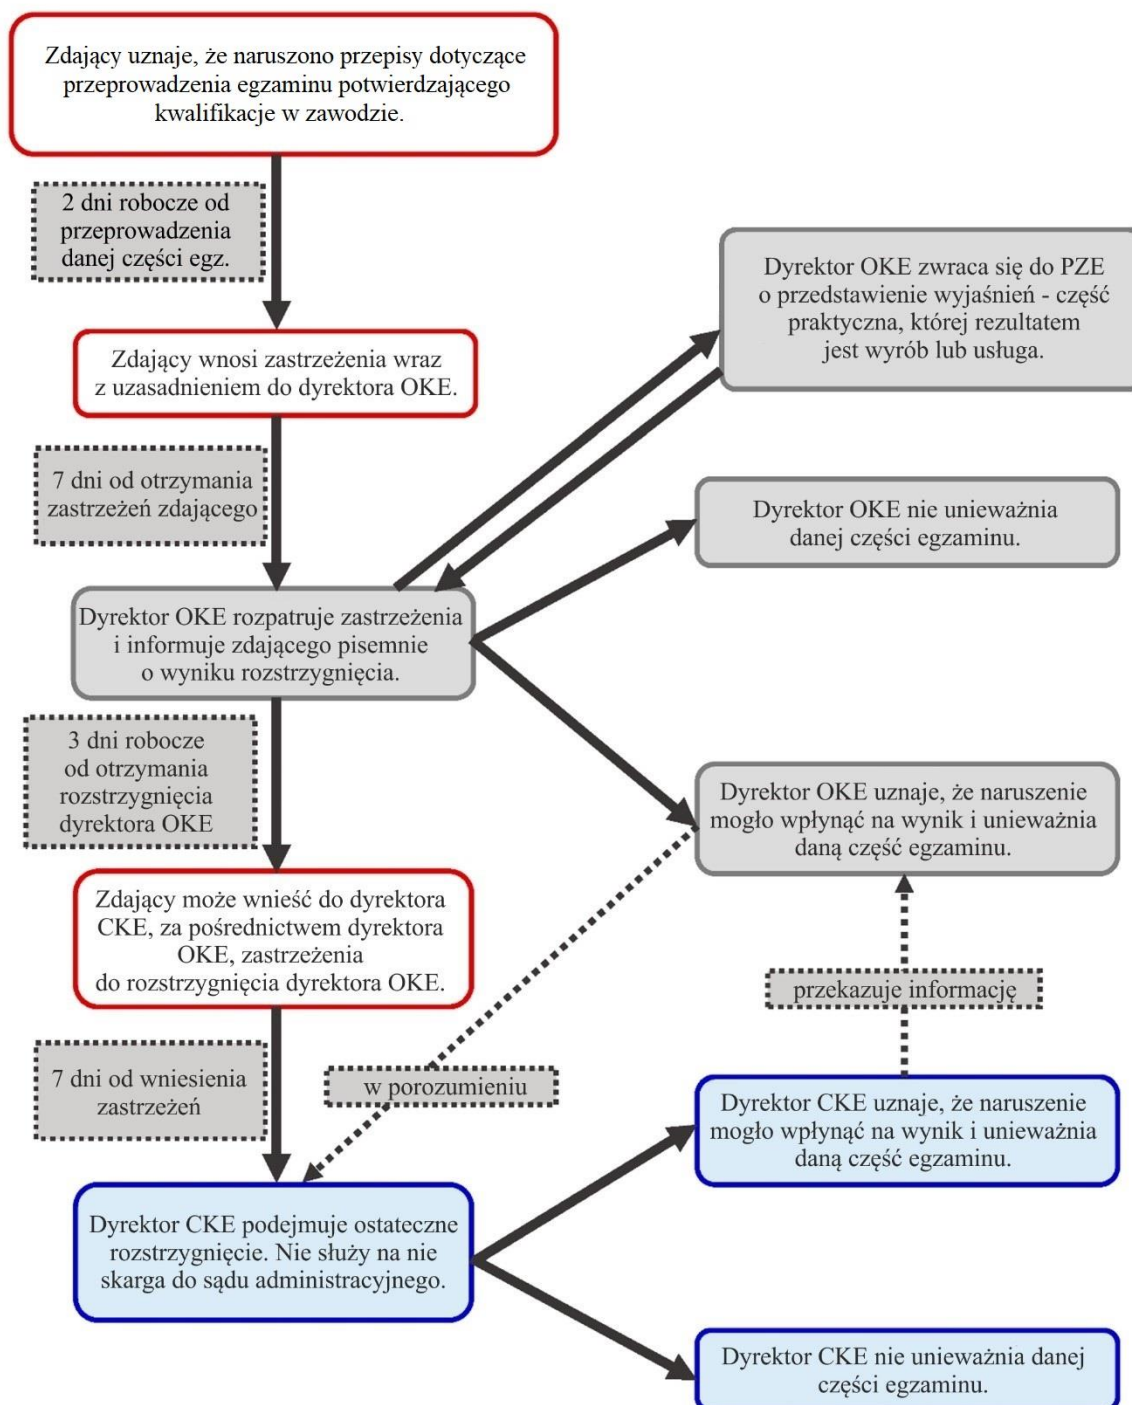 Zdający uznaje, że naruszono przepisy dotyczące
przeprowadzenia egzaminu potwierdzającego
kwalifikacje w zawodzie.
2 dni robocze od
przeprowadzenia
danej części egz.
Zdający wnosi zastrzeżenia wraz
z uzasadnieniem do dyrektora OKE.
Dyrektor OKE zwraca się do PZE
o przedstawienie wyjaśnień - część
praktyczna, której rezultatem
jest wyrób lub usługa.
7 dni od otrzymania
zastrzeżeń zdającego
Dyrektor OKE nie unieważnia
danej części egzaminu.
Dyrektor OKE rozpatruje zastrzeżenia
i informuje zdającego pisemnie
o wyniku rozstrzygnięcia.
3 dni robocze
od otrzymania
rozstrzygnięcia
dyrektora OKE
Dyrektor OKE uznaje, że naruszenie
mogło wpłynąć na wynik i unieważnia
daną część egzaminu.
Zdający może wnieść do dyrektora
CKE, za pośrednictwem dyrektora
OKE, zastrzeżenia
do rozstrzygnięcia dyrektora OKE.
przekazuje informację
7 dni od wniesienia
zastrzeżeń
w porozumieniu
Dyrektor CKE uznaje, że naruszenie
mogło wpłynąć na wynik i unieważnia
daną część egzaminu.
Dyrektor CKE podejmuje ostateczne
rozstrzygnięcie. Nie służy na nie
skarga do sądu administracyjnego.
Dyrektor CKE nie unieważnia danej
części egzaminu.